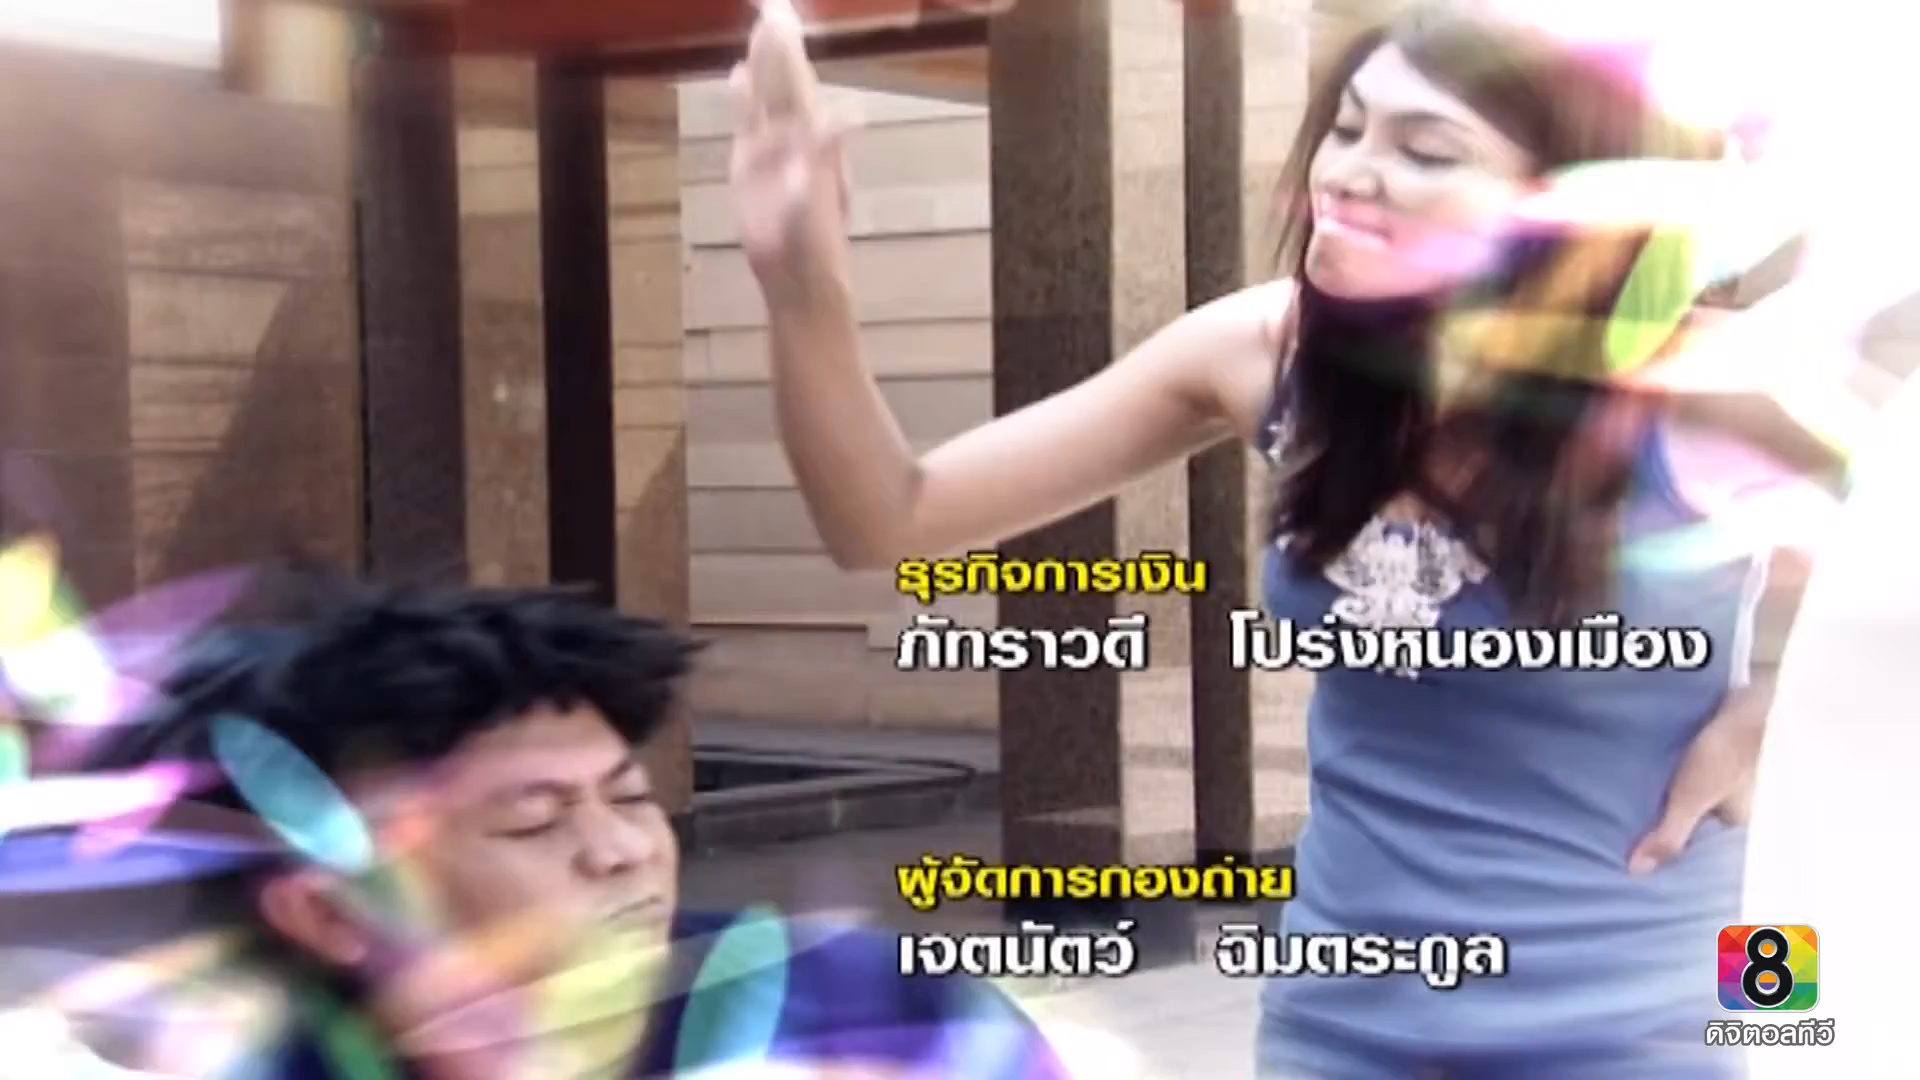 ธุรกิจการเงิน
ภัทราวดี โปร่งหนองเมือง
ผู้จัดการกองถ่าย
เจตนัตว์ ฉิมตระกูล
8
ดิจิตอลทีวี